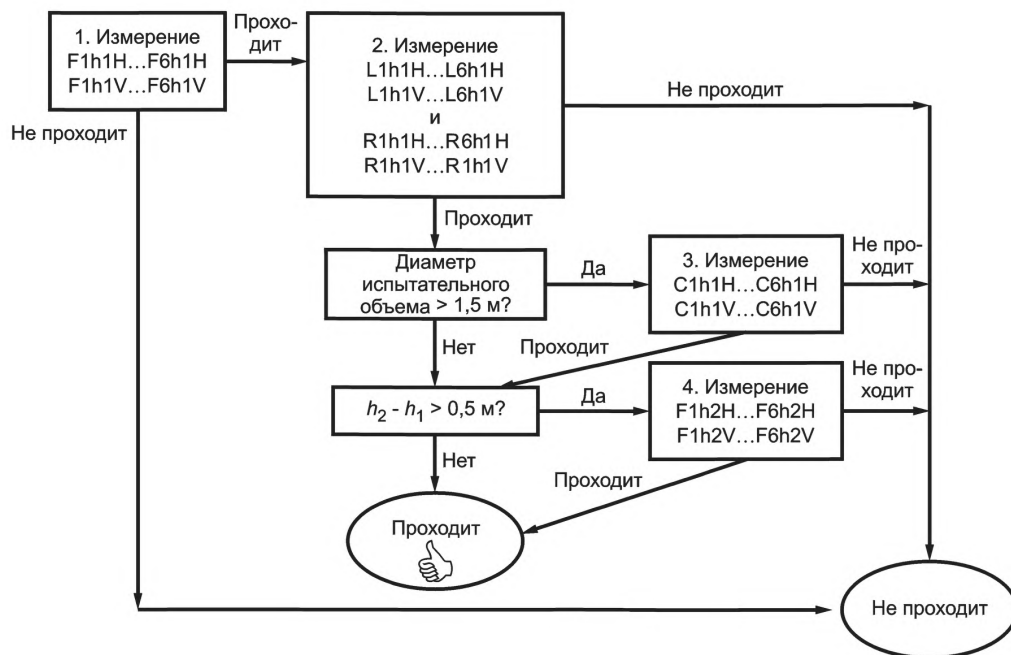 1. Измерение
F1h1H...F6h1H
F1h1V...F6h1V
Прохо-
дит
2. Измерение
L1h1H...L6h1H
L1h1V...L6h1V
и
R1h1H...R6h1H
R1h1V...R1h1V
Не проходит
Не проходит
Проходит
Диаметр
испытательного
объема > 1,5 м?
Да
3. Измерение
C1h1H...C6h1H
C1h1V...C6h1V
Не про-
ходит
Нет
Проходит
h2 - h1 > 0,5 м?
Да
4. Измерение
F1h2H...F6h2H
F1h2V...F6h2V
Не про-
ходит
Нет
Проходит
Проходит
Не проходит